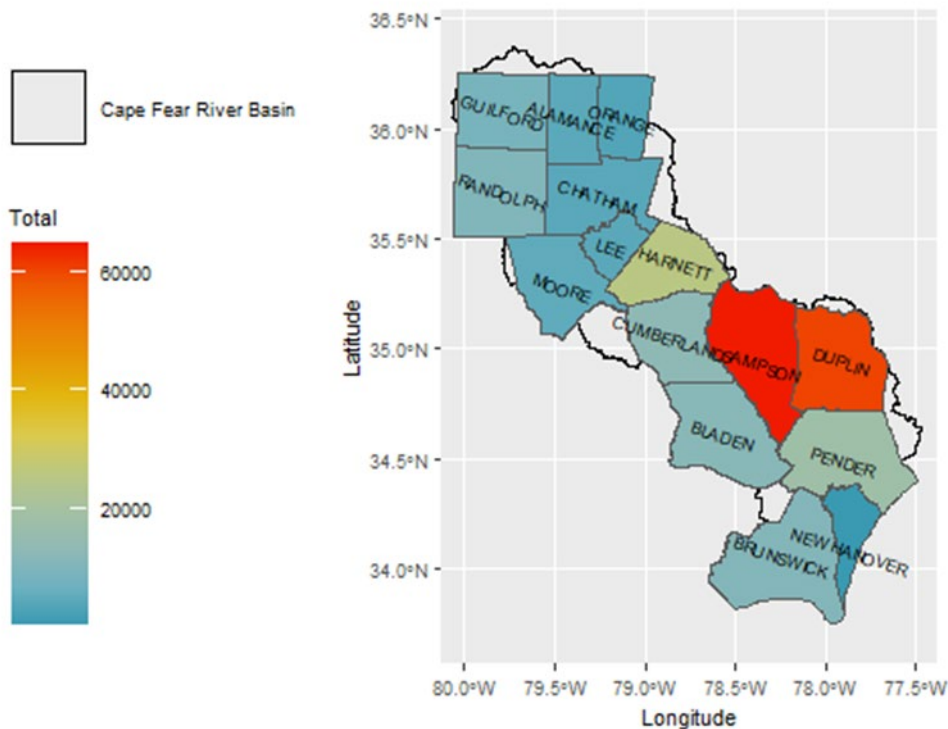 Cape Fear River Basin
Total
60000
40000
20000
Latitude
36.5°N
36.0°N
35.5°N
35.0°N
34.5°N
34.0°N
GUILFORD
ALAMANCE
ORANGE
RANDOLPH
CHATHAM
LEE
HARNETT
MOORE
CUMBERLAND
SAMPSON
DUPLIN
BLADEN
PENDER
NEW HANOVER
BRUNSWICK
80.0°W
79.5°W
79.0°W
78.5°W
78.0°W
77.5°W
Longitude